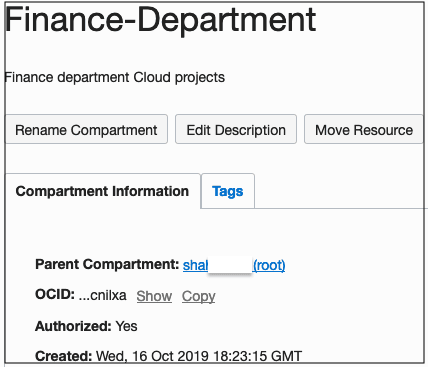 Finance-Department
Finance department Cloud projects
Rename Compartment Edit Description Move Resource
Compartment Information Tags
Parent Compartment: shal (root)
OCID: ...cnilxa Show Copy
Authorized: Yes
Created: Wed, 16 Oct 2019 18:23:15 GMT